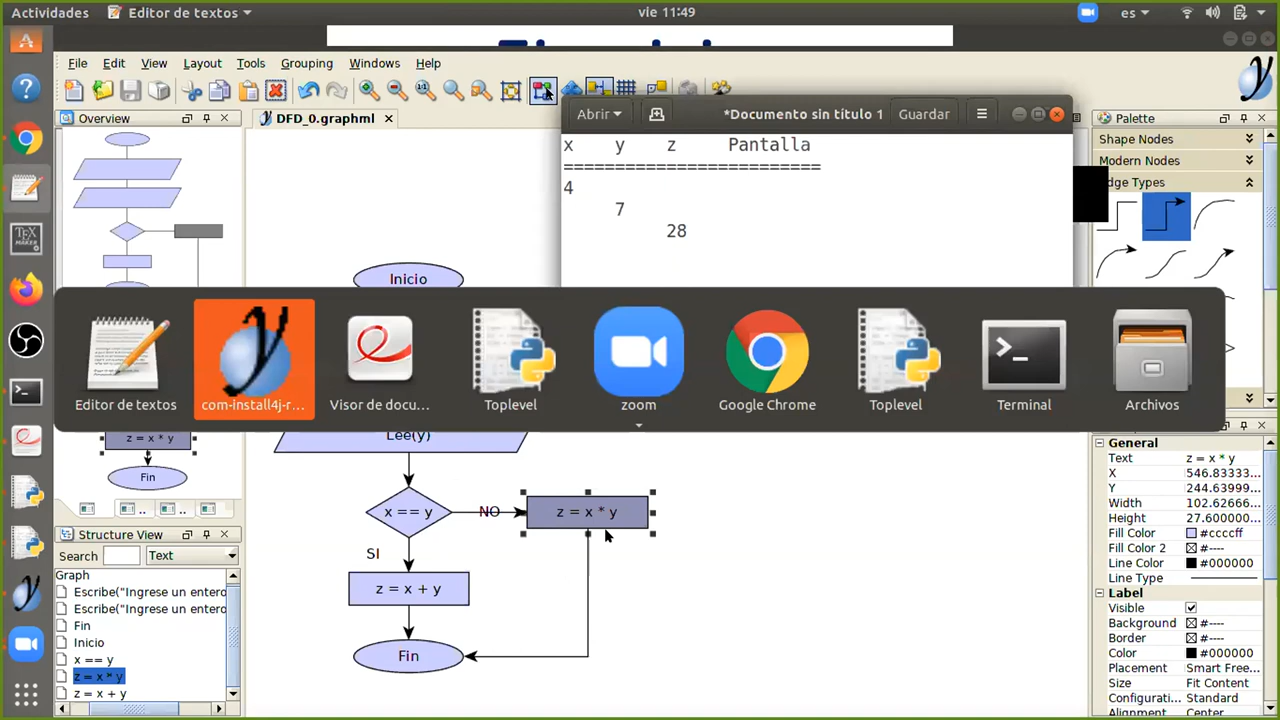 Actividades
Editor de textos
vie 11:49
es
File Edit View Layout Tools Grouping Windows Help
Overview
DFD_0.graphml
Abrir
*Documento sin título 1
Guardar
x y z Pantalla
=========================
4
7
28
Inicio
Palette
Shape Nodes
Modern Nodes
dge Types
Editor de textos
com-install4j-r...
Visor de docu...
Toplevel
zoom
Google Chrome
Toplevel
Terminal
Archivos
z = x * y
Fin
Lee(y)
x == y
NO
z = x * y
SI
z = x + y
Fin
Structure View
Search
Text
Graph
Escribe("Ingrese un entero
Escribe("Ingrese un entero
Fin
Inicio
x == y
z = x * y
z = x + y
General
Text z = x * y
X 546.83333...
Y 244.63999...
Width 102.62666...
Height 27.600000...
Fill Color #ccccff
Fill Color 2 #----
Line Color #000000
Line Type
Label
Visible
Background #----
Border #----
Color #000000
Placement Smart Free...
Size Fit Content
Configurati... Standard
Alignment Center